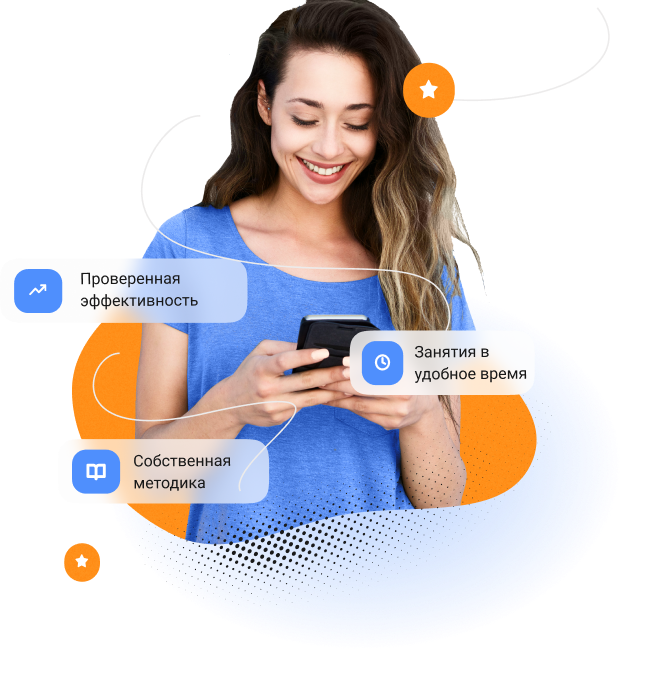 Проверенная
эффективность
Занятия в
удобное время
Собственная
методика